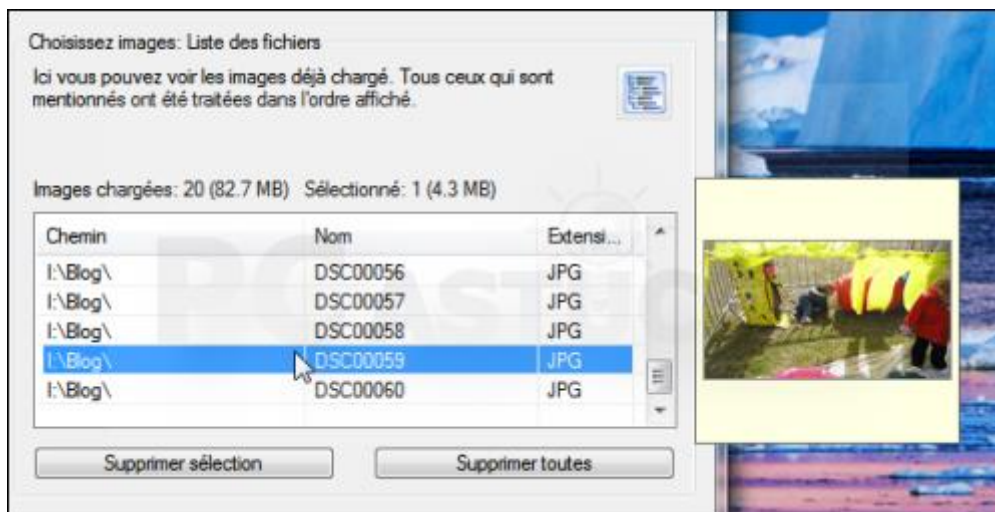 Choisissez images: Liste des fichiers
Ici vous pouvez voir les images déjà chargé. Tous ceux qui sont
mentionnés ont été traitées dans l'ordre affiché.
Images chargées: 20 (82.7 MB) Sélectionné: 1 (4.3 MB)
Chemin Nom Extensi...
I:\Blog\ DSC00056 JPG
I:\Blog\ DSC00057 JPG
I:\Blog\ DSC00058 JPG
I:\Blog\ DSC00059 JPG
I:\Blog\ DSC00060 JPG
Supprimer sélection Supprimer toutes